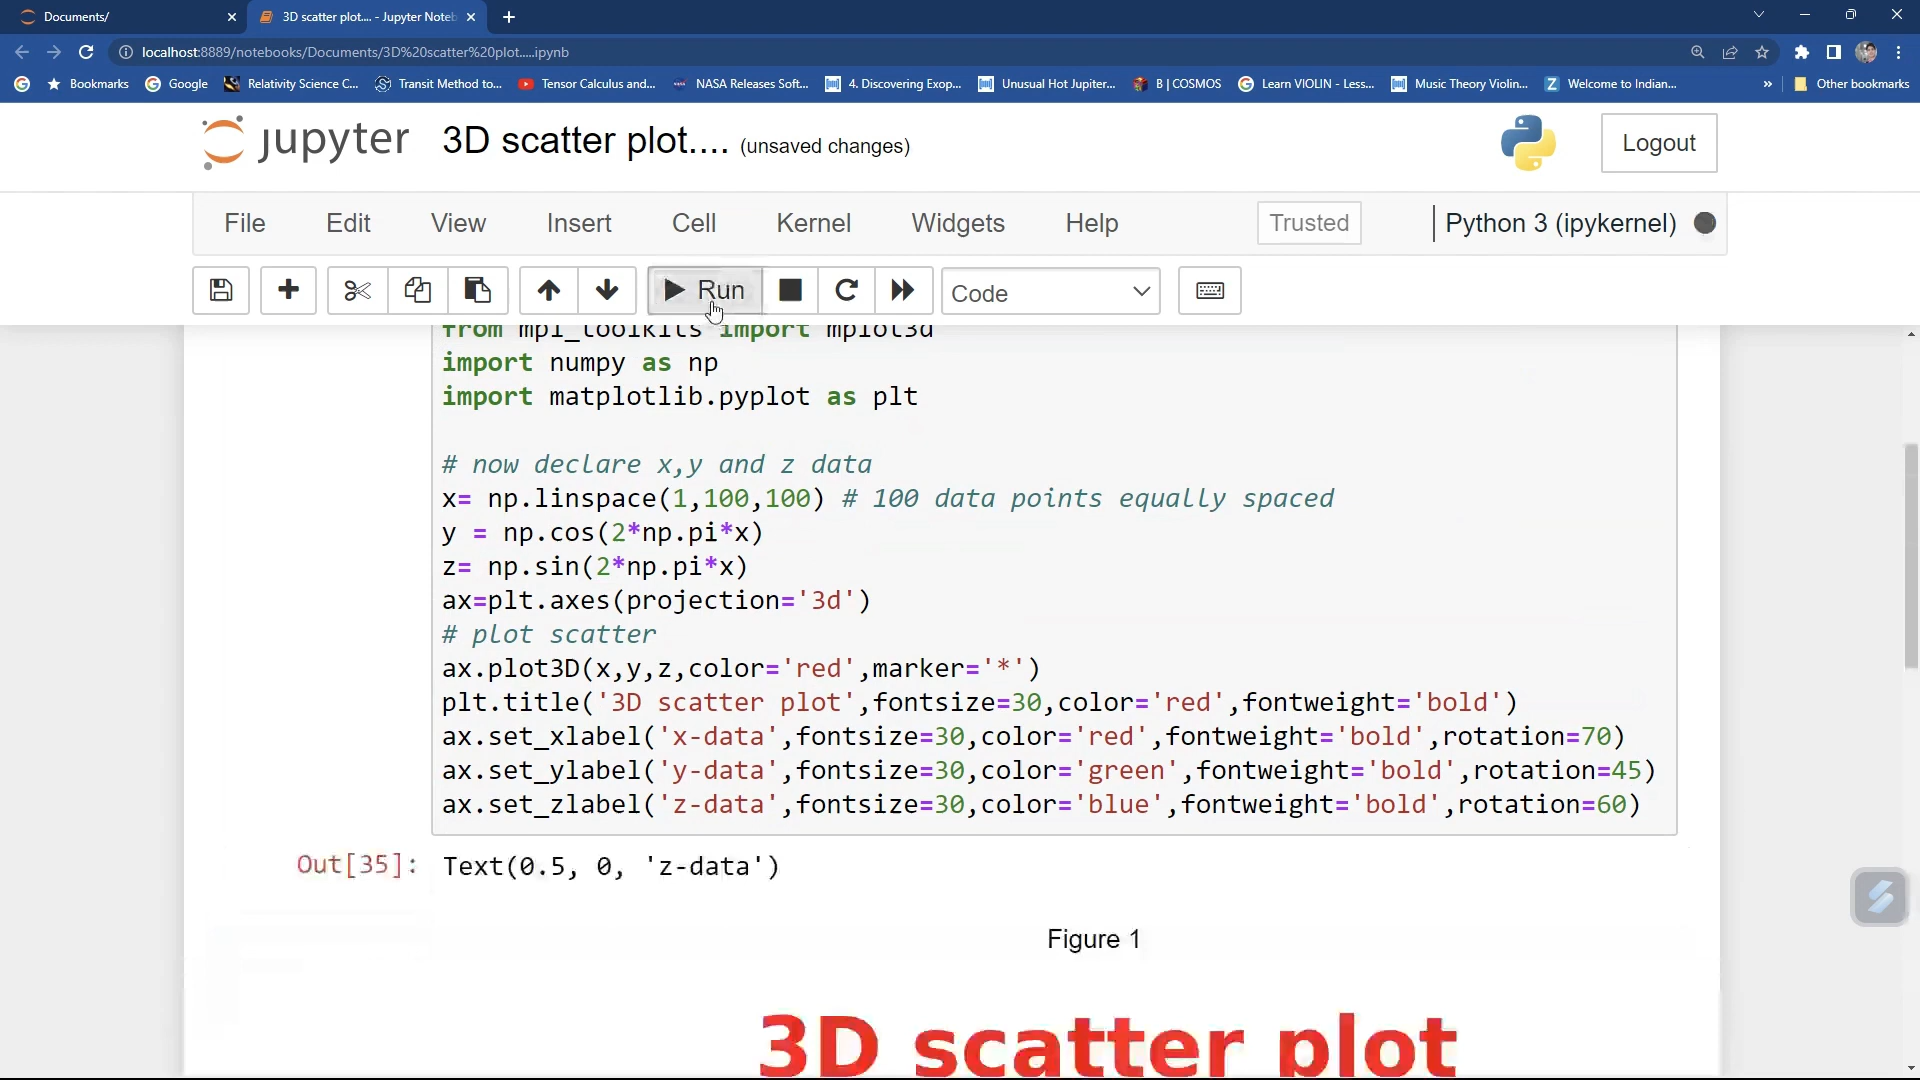 Documents/
3D scatter plot.... - Jupyter Noteb
localhost:8889/notebooks/Documents/3D%20scatter%20plot.....ipynb
Bookmarks
Google
Relativity Science C...
Transit Method to...
Tensor Calculus and...
NASA Releases Soft...
4. Discovering Exop...
Unusual Hot Jupiter...
B | COSMOS
Learn VIOLIN - Less...
Music Theory Violin...
Welcome to Indian...
»
Other bookmarks
jupyter 3D scatter plot.... (unsaved changes)
Logout
File Edit View Insert Cell Kernel Widgets Help
Trusted
Python 3 (ipykernel)
Run
Code
from mpl_toolkits import mplot3d
import numpy as np
import matplotlib.pyplot as plt
# now declare x,y and z data
x= np.linspace(1,100,100) # 100 data points equally spaced
y = np.cos(2*np.pi*x)
z= np.sin(2*np.pi*x)
ax=plt.axes(projection='3d')
# plot scatter
ax.plot3D(x,y,z,color='red',marker='*')
plt.title('3D scatter plot',fontsize=30,color='red',fontweight='bold')
ax.set_xlabel('x-data',fontsize=30,color='red',fontweight='bold',rotation=70)
ax.set_ylabel('y-data',fontsize=30,color='green',fontweight='bold',rotation=45)
ax.set_zlabel('z-data',fontsize=30,color='blue',fontweight='bold',rotation=60)
Out[35]: Text(0.5, 0, 'z-data')
Figure 1
3D scatter plot